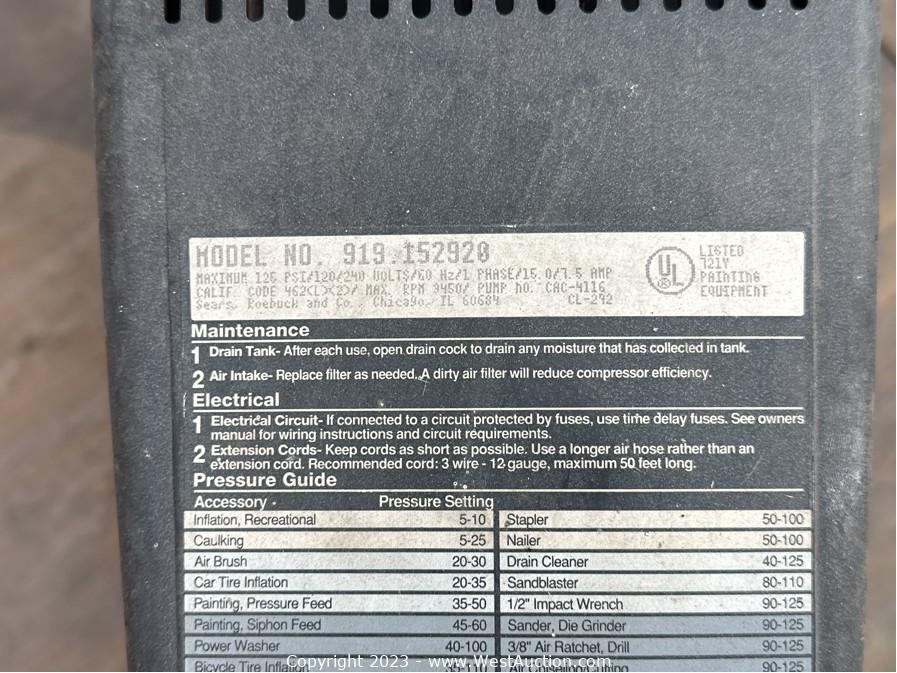 MODEL NO. 919.152920
MAXIMUM 125 PSI/120/240 VOLTS/60 Hz/1 PHASE/15.0/7.5 AMP
CALIF. CODE 462(L)(2)/ MAX. RPM 3450/ PUMP NO. CAC-4116
Sears, Roebuck and Co., Chicago, IL 60684 CL-292
UL
LISTED
721Y
PAINTING
EQUIPMENT
Maintenance
1 Drain Tank- After each use, open drain cock to drain any moisture that has collected in tank.
2 Air Intake- Replace filter as needed. A dirty air filter will reduce compressor efficiency.
Electrical
1 Electrical Circuit- If connected to a circuit protected by fuses, use time delay fuses. See owners
manual for wiring instructions and circuit requirements.
2 Extension Cords- Keep cords as short as possible. Use a longer air hose rather than an
extension cord. Recommended cord: 3 wire - 12 gauge, maximum 50 feet long.
Pressure Guide
Accessory Pressure Setting
Inflation, Recreational 5-10 Stapler 50-100
Caulking 5-25 Nailer 50-100
Air Brush 20-30 Drain Cleaner 40-125
Car Tire Inflation 20-35 Sandblaster 80-110
Painting, Pressure Feed 35-50 1/2" Impact Wrench 90-125
Painting, Siphon Feed 45-60 Sander, Die Grinder 90-125
Power Washer 40-100 3/8" Air Ratchet, Drill 90-125
Bicycle Tire Inflation Air Chiseling/Cutting 90-125
Copyright 2023 - www.WestAuction.com